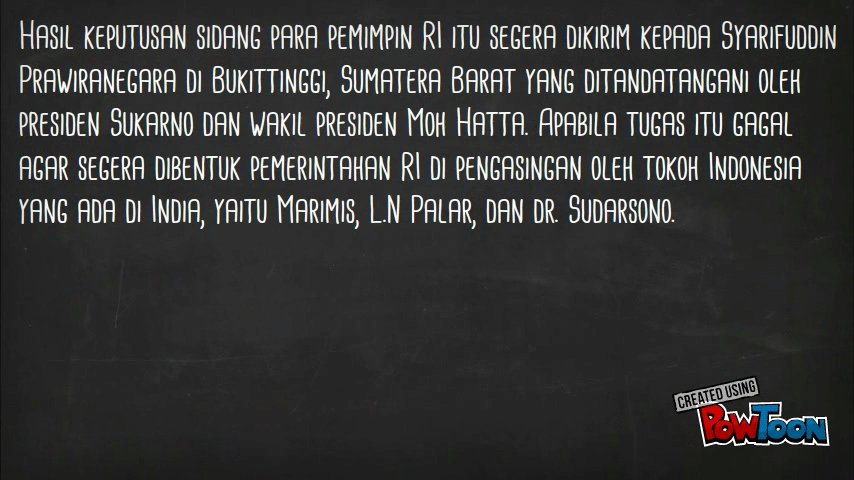 Hasil keputusan sidang para pemimpin RI itu segera dikirim kepada Syarifuddin
Prawiranegara di Bukittinggi, Sumatera Barat yang ditandatangani oleh
presiden Sukarno dan wakil presiden Moh Hatta. Apabila tugas itu gagal
agar segera dibentuk pemerintahan RI di pengasingan oleh tokoh Indonesia
yang ada di India, yaitu Marimis, L.N Palar, dan dr. Sudarsono.
CREATED USING
PowToon